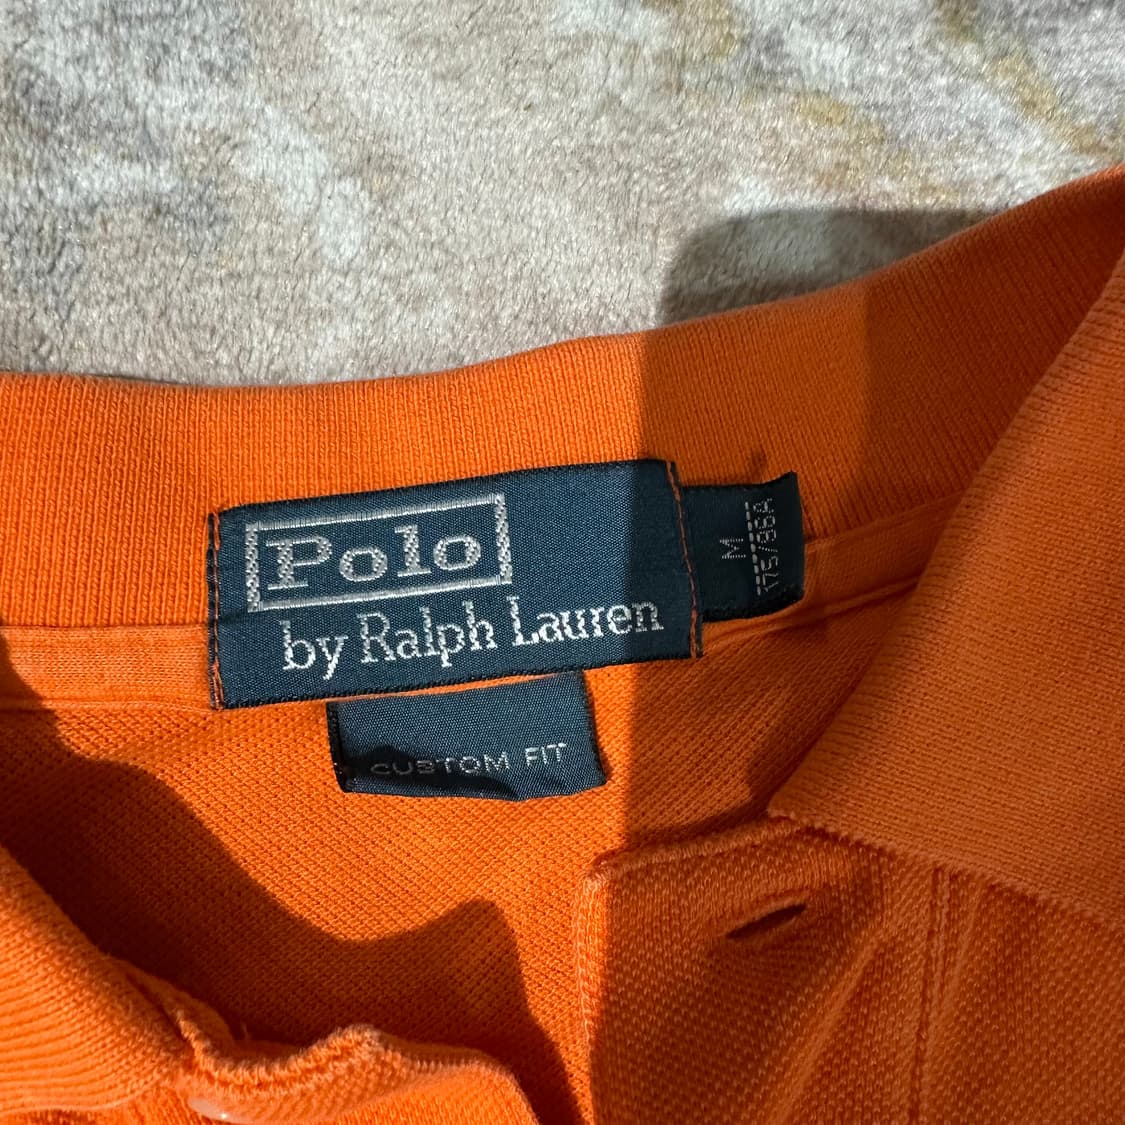 Polo
by Ralph Lauren
M
175/96A
CUSTOM FIT